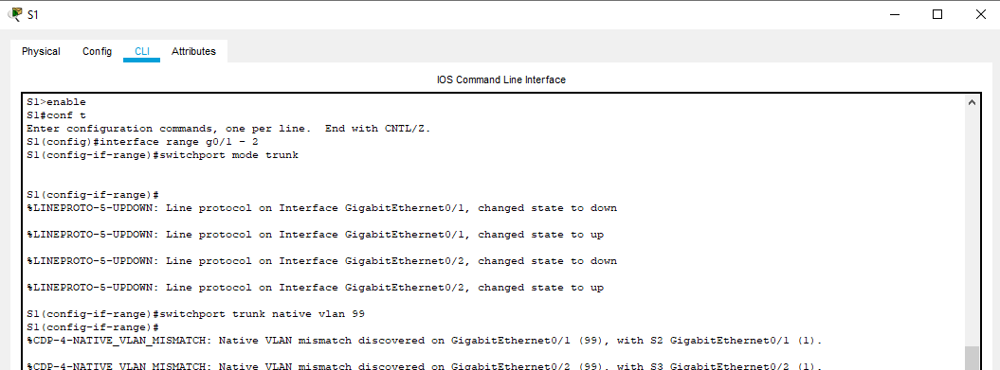 S1
Physical Config CLI Attributes
IOS Command Line Interface
S1>enable
S1#conf t
Enter configuration commands, one per line.  End with CNTL/Z.
S1(config)#interface range g0/1 - 2
S1(config-if-range)#switchport mode trunk
S1(config-if-range)#
%LINEPROTO-5-UPDOWN: Line protocol on Interface GigabitEthernet0/1, changed state to down
%LINEPROTO-5-UPDOWN: Line protocol on Interface GigabitEthernet0/1, changed state to up
%LINEPROTO-5-UPDOWN: Line protocol on Interface GigabitEthernet0/2, changed state to down
%LINEPROTO-5-UPDOWN: Line protocol on Interface GigabitEthernet0/2, changed state to up
S1(config-if-range)#switchport trunk native vlan 99
S1(config-if-range)#
%CDP-4-NATIVE_VLAN_MISMATCH: Native VLAN mismatch discovered on GigabitEthernet0/1 (99), with S2 GigabitEthernet0/1 (1).
%CDP-4-NATIVE_VLAN_MISMATCH: Native VLAN mismatch discovered on GigabitEthernet0/2 (99), with S3 GigabitEthernet0/2 (1).